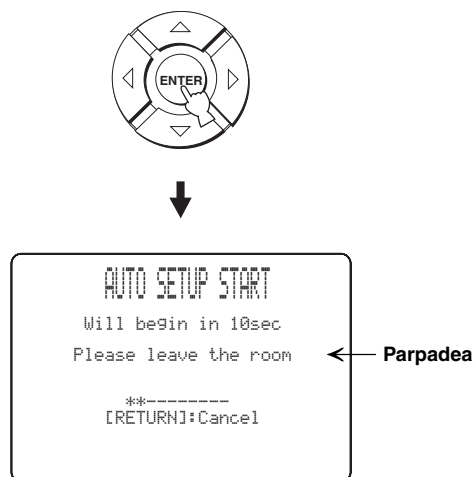 ENTER
AUTO SETUP START
Will begin in 10sec
Please leave the room
Parpadea
**--------
[RETURN]:Cancel